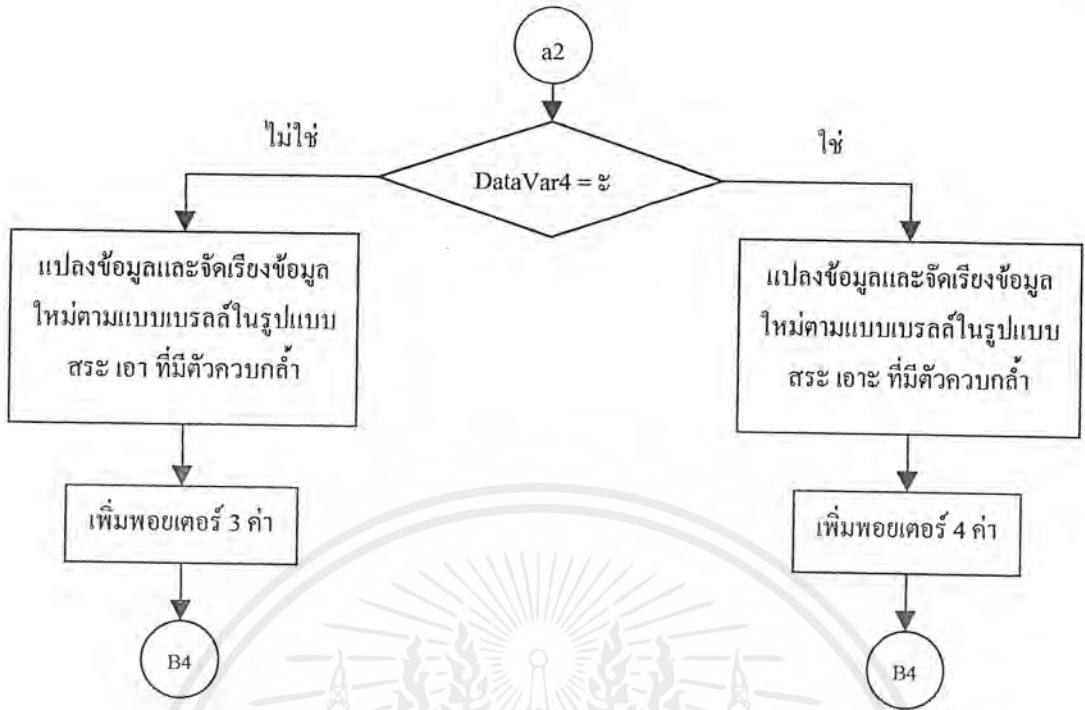 a2
ไม่ใช่
ใช่
DataVar4 = ะ
แปลงข้อมูลและจัดเรียงข้อมูล
ใหม่ตามแบบเบรลล์ในรูปแบบ
สระ เอา ที่มีตัวควบกล้ำ
แปลงข้อมูลและจัดเรียงข้อมูล
ใหม่ตามแบบเบรลล์ในรูปแบบ
สระ เอาะ ที่มีตัวควบกล้ำ
เพิ่มพอยเตอร์ 3 ค่า
เพิ่มพอยเตอร์ 4 ค่า
B4
B4